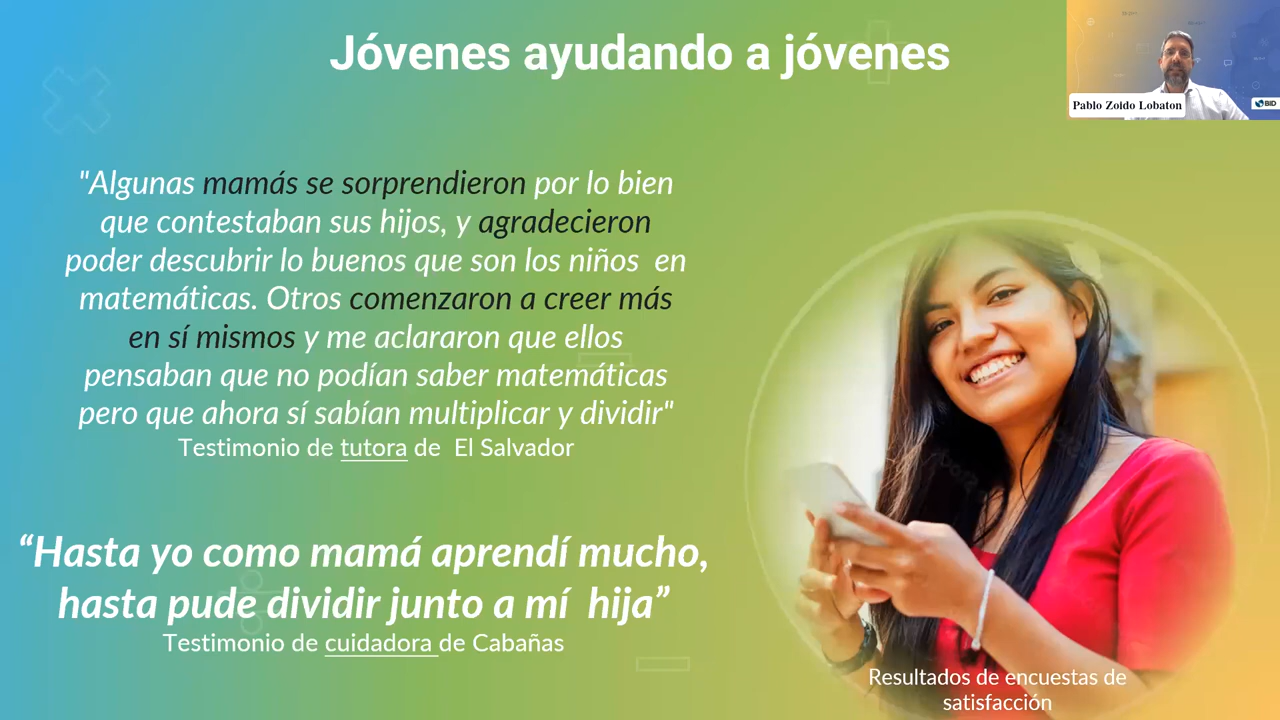 Jóvenes ayudando a jóvenes
Pablo Zoido Lobaton
BID
"Algunas mamás se sorprendieron por lo bien
que contestaban sus hijos, y agradecieron
poder descubrir lo buenos que son los niños  en
matemáticas. Otros comenzaron a creer más
en sí mismos y me aclararon que ellos
pensaban que no podían saber matemáticas
pero que ahora sí sabían multiplicar y dividir"
Testimonio de tutora de  El Salvador
“Hasta yo como mamá aprendí mucho,
hasta pude dividir junto a mí  hija”
Testimonio de cuidadora de Cabañas
Resultados de encuestas de
satisfacción